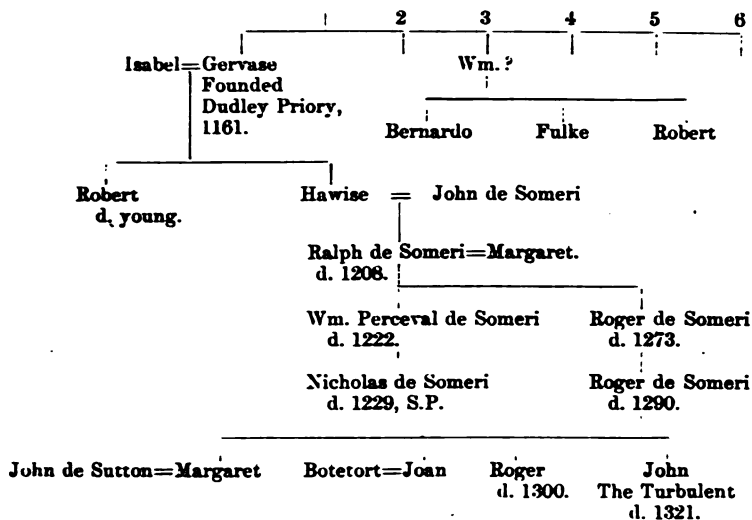 2 3 4 5 6
Isabel=Gervase Wm.?
Founded
Dudley Priory,
1161.
Bernardo Fulke Robert
Robert Hawise = John de Someri
d. young.
Ralph de Someri=Margaret.
d. 1208.
Wm. Perceval de Someri Roger de Someri
d. 1222. d. 1273.
Nicholas de Someri Roger de Someri
d. 1229, S.P. d. 1290.
John de Sutton=Margaret Botetort=Joan Roger John
d. 1300. The Turbulent
d. 1321.